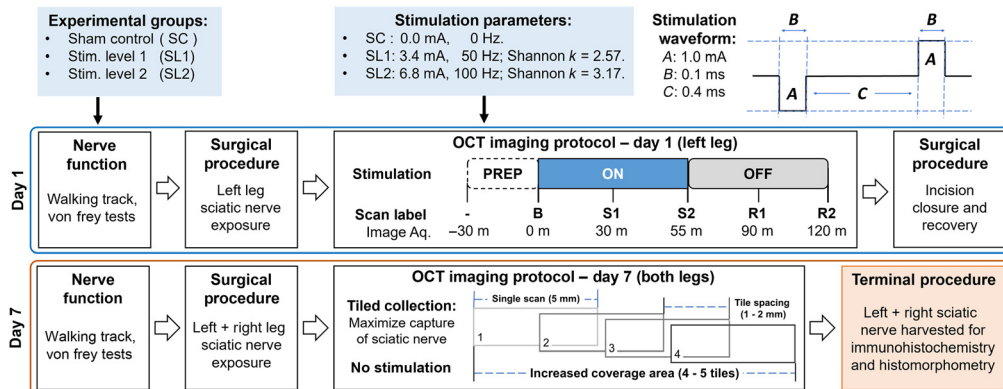 Experimental groups:
• Sham control ( SC )
• Stim. level 1 (SL1)
• Stim. level 2 (SL2)
Stimulation parameters:
• SC : 0.0 mA, 0 Hz.
• SL1: 3.4 mA, 50 Hz; Shannon k = 2.57.
• SL2: 6.8 mA, 100 Hz; Shannon k = 3.17.
Stimulation
waveform:
A: 1.0 mA
B: 0.1 ms
C: 0.4 ms
B
B
A
A
C
Day 1
Nerve
function
Walking track,
von frey tests
Surgical
procedure
Left leg
sciatic nerve
exposure
OCT imaging protocol – day 1 (left leg)
Stimulation
PREP
ON
OFF
Scan label
- B S1 S2 R1 R2
Image Aq.
–30 m 0 m 30 m 55 m 90 m 120 m
Surgical
procedure
Incision
closure and
recovery
Day 7
Nerve
function
Walking track,
von frey tests
Surgical
procedure
Left + right leg
sciatic nerve
exposure
OCT imaging protocol – day 7 (both legs)
Tiled collection:
Maximize capture
of sciatic nerve
No stimulation
Single scan (5 mm)
Tile spacing
(1 - 2 mm)
1
2
3
4
Increased coverage area (4 - 5 tiles)
Terminal procedure
Left + right sciatic
nerve harvested for
immunohistochemistry
and histomorphometry